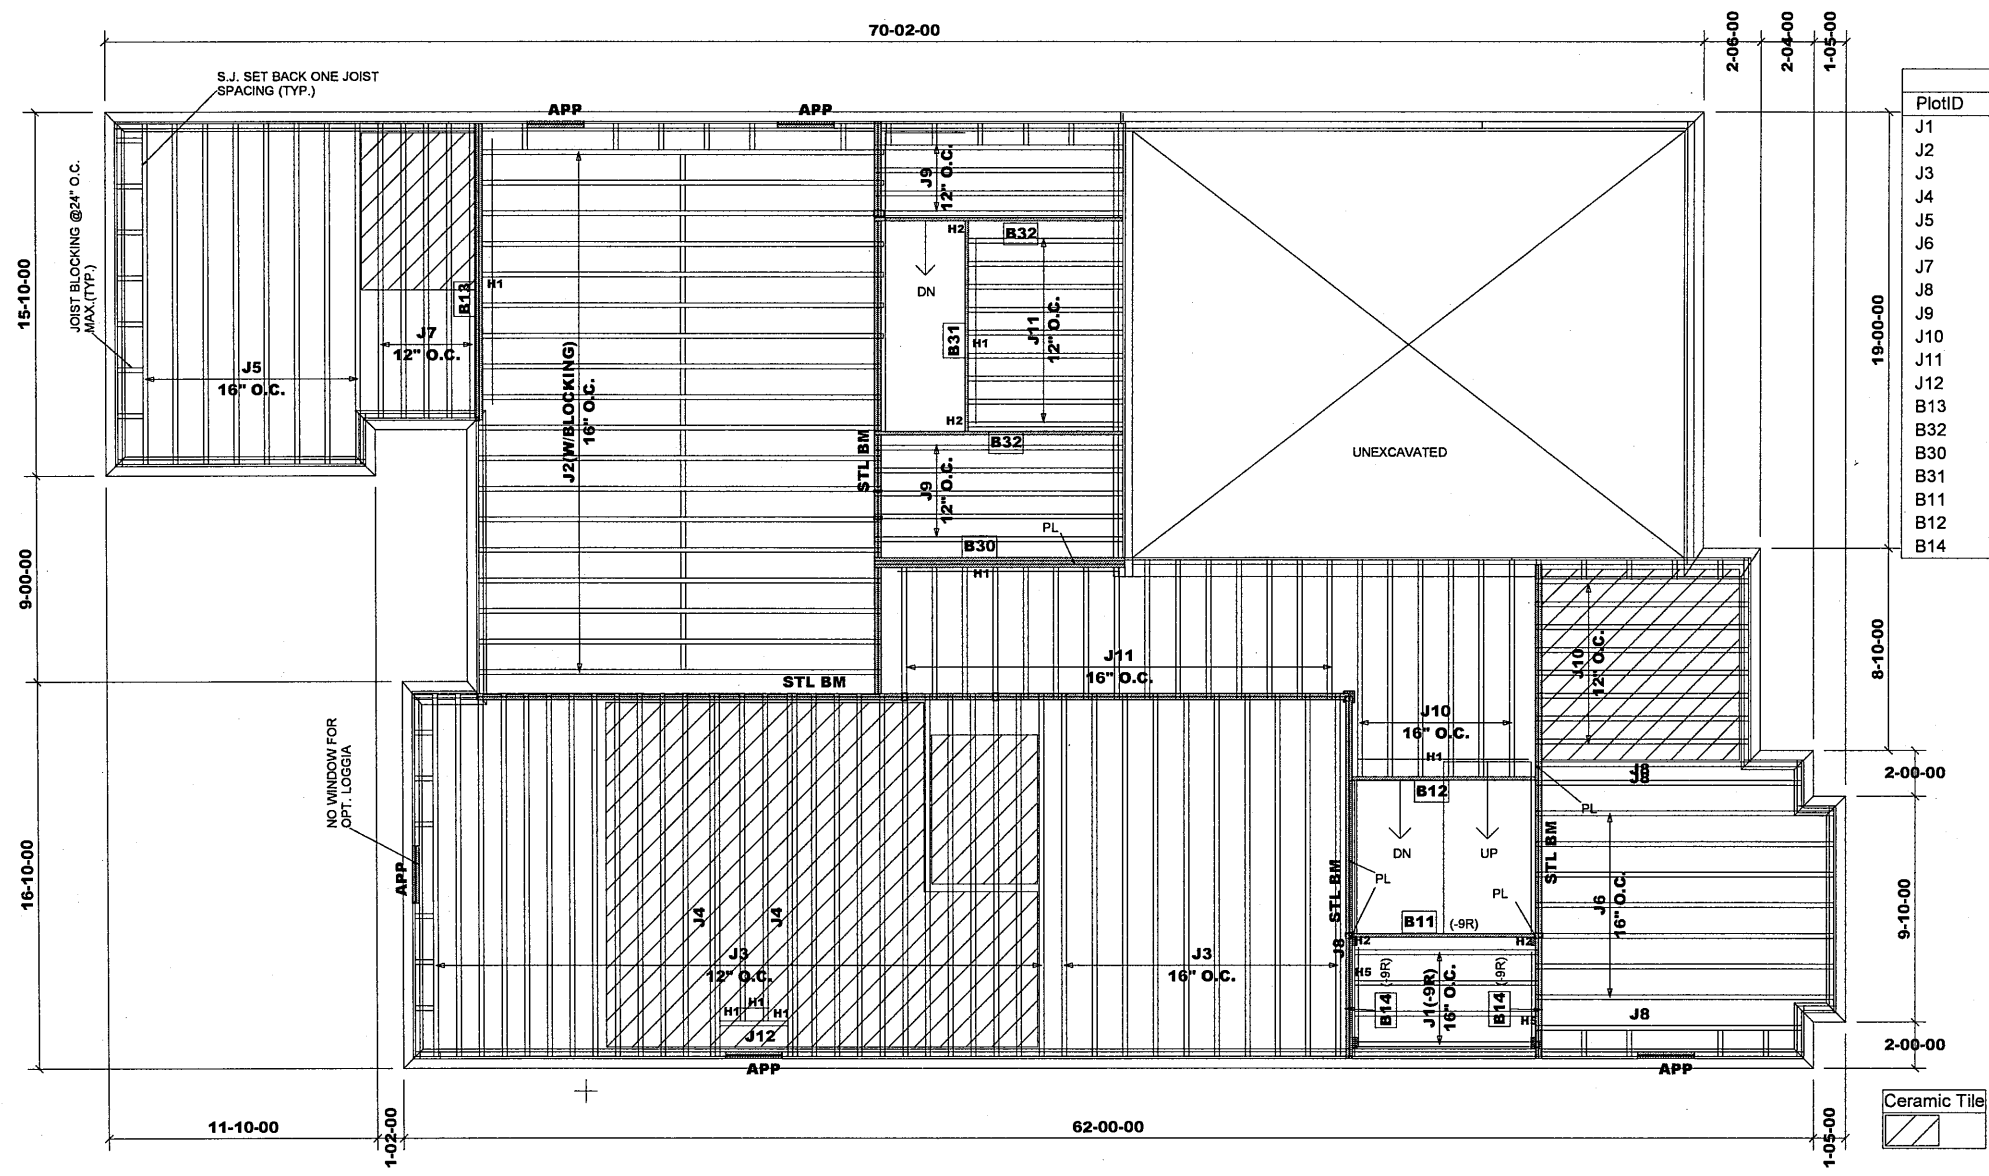 70-02-00
2-06-00
2-04-00
1-05-00
S.J. SET BACK ONE JOIST
SPACING (TYP.)
APP
APP
PlotID
J1
J2
J3
J4
J5
J6
J7
J8
J9
J10
J11
J12
B13
B32
B30
B31
B11
B12
B14
JOIST BLOCKING @24" O.C.
MAX.(TYP.)
15-10-00
9-00-00
16-10-00
J5
16" O.C.
J7
12" O.C.
B13
H1
J2(W/BLOCKING)
16" O.C.
J9
12" O.C.
H2
B32
DN
B31
H1
J11
12" O.C.
H2
B32
STL BM
J9
12" O.C.
PL
B30
H1
UNEXCAVATED
19-00-00
8-10-00
J11
16" O.C.
STL BM
J10
12" O.C.
J10
16" O.C.
H1
B12
J8
J8
PL
2-00-00
NO WINDOW FOR
OPT. LOGGIA
APP
DN
UP
STL BM
STL BM
PL
PL
J6
16" O.C.
9-10-00
B11
(-9R)
H2
H2
J8
J4
J4
J3
12" O.C.
J3
16" O.C.
H5
(-9R)
B14
J1(-9R)
16" O.C.
(-9R)
B14
H5
J8
H1
H1
H1
J12
APP
APP
2-00-00
Ceramic Tile
11-10-00
1-02-00
62-00-00
1-05-00